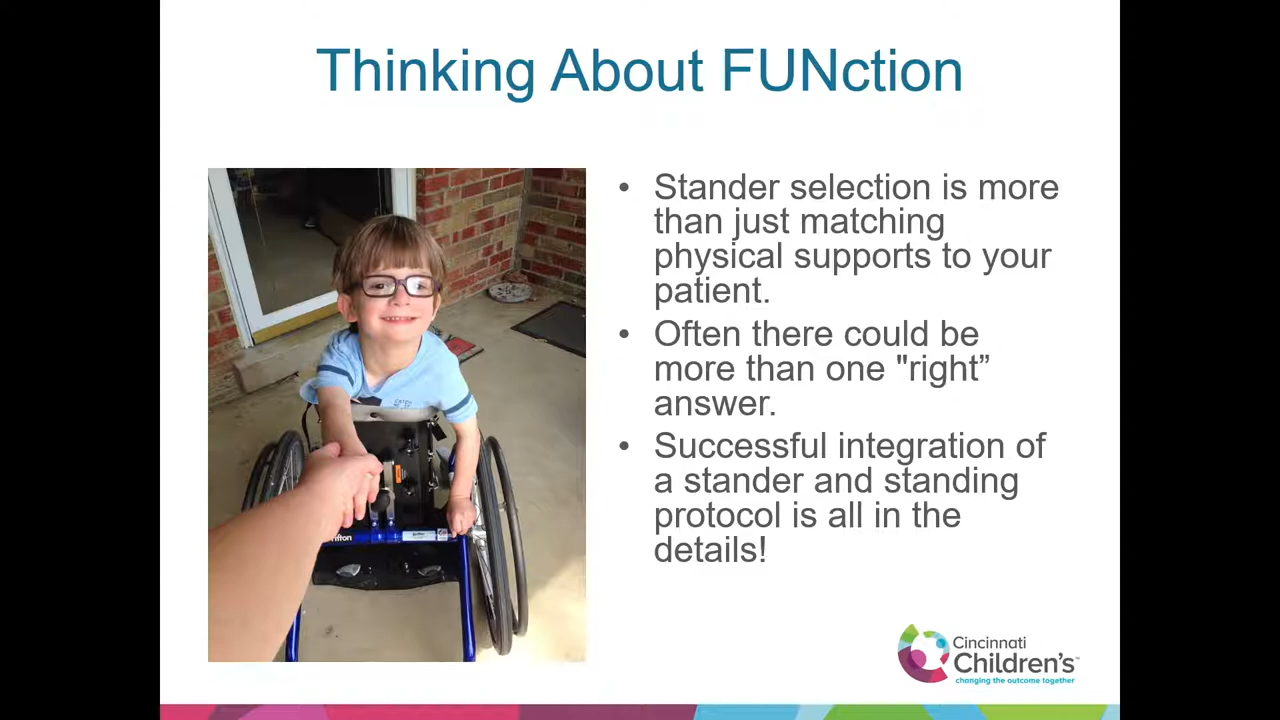 Thinking About FUNction
• Stander selection is more
than just matching
physical supports to your
patient.
• Often there could be
more than one "right”
answer.
• Successful integration of
a stander and standing
protocol is all in the
details!
Cincinnati
Children's™
changing the outcome together